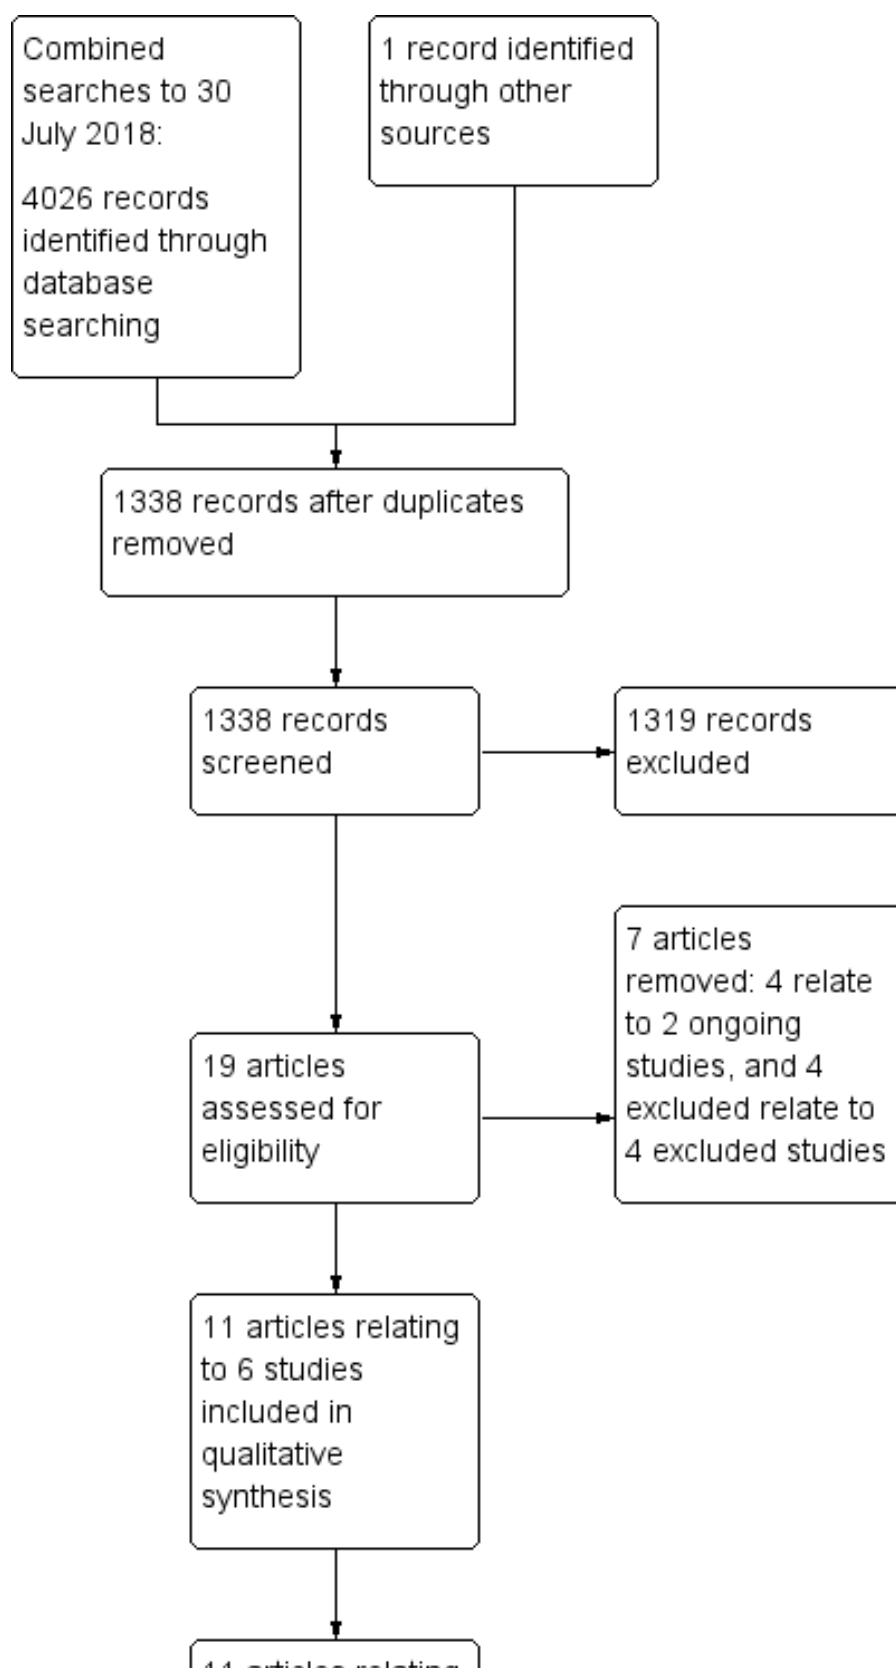 Combined
searches to 30
July 2018:
4026 records
identified through
database
searching
1 record identified
through other
sources
1338 records after duplicates
removed
1338 records
screened
1319 records
excluded
7 articles
removed: 4 relate
to 2 ongoing
studies, and 4
excluded relate to
4 excluded studies
19 articles
assessed for
eligibility
11 articles relating
to 6 studies
included in
qualitative
synthesis
11 articles relating